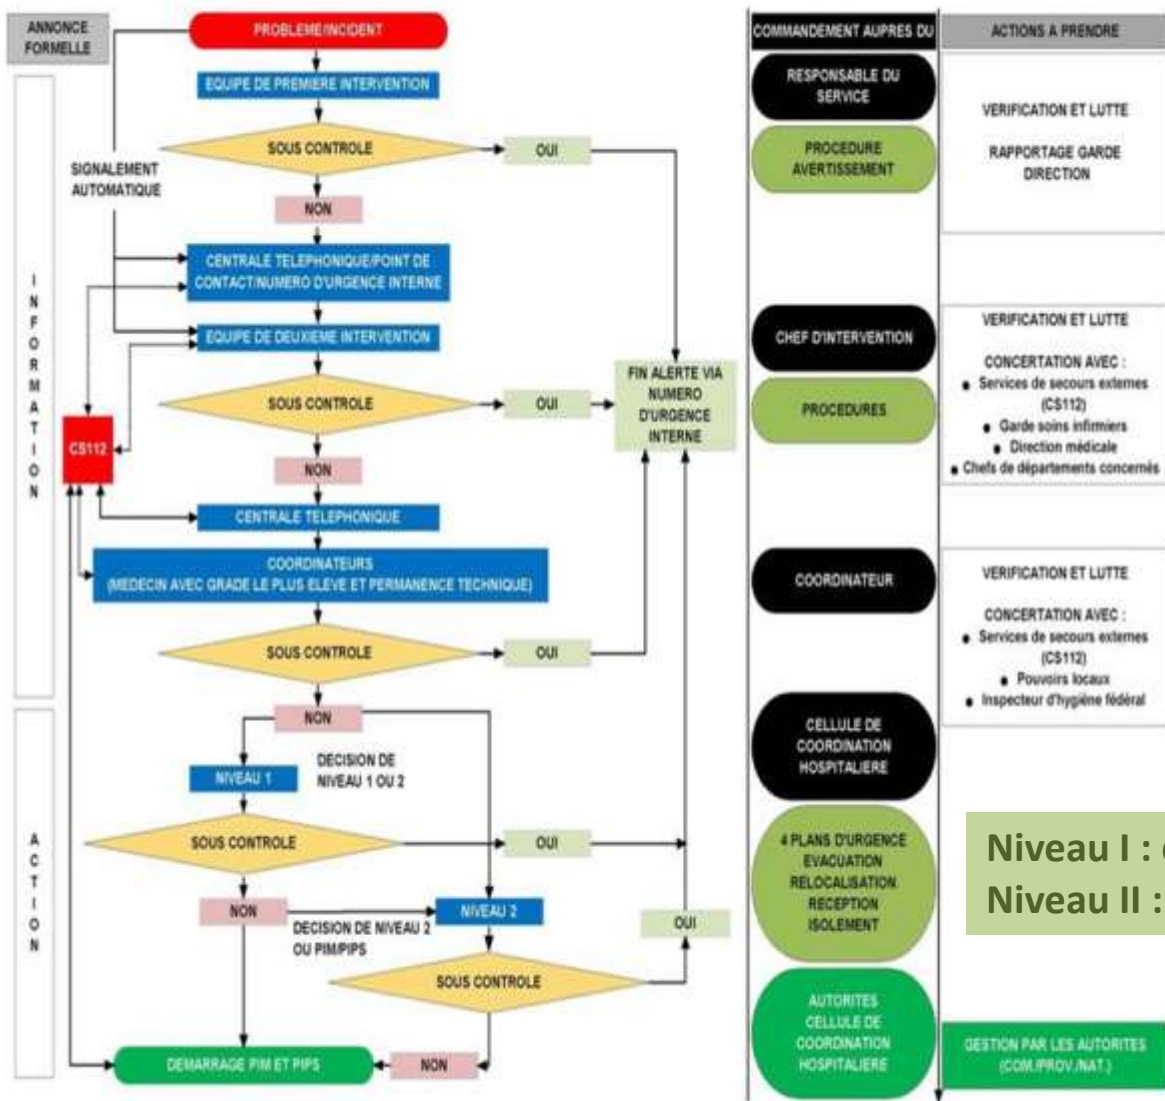 ANNONCE
FORMELLE
PROBLEME/INCIDENT
EQUIPE DE PREMIERE INTERVENTION
SOUS CONTROLE
OUI
SIGNALEMENT
AUTOMATIQUE
NON
CENTRALE TELEPHONIQUE/POINT DE
CONTACT/NUMERO D'URGENCE INTERNE
EQUIPE DE DEUXIEME INTERVENTION
SOUS CONTROLE
OUI
FIN ALERTE VIA
NUMERO
D'URGENCE
INTERNE
CS112
NON
CENTRALE TELEPHONIQUE
COORDINATEURS
(MEDECIN AVEC GRADE LE PLUS ELEVE ET PERMANENCE TECHNIQUE)
SOUS CONTROLE
OUI
NON
DECISION DE
NIVEAU 1 OU 2
NIVEAU 1
SOUS CONTROLE
OUI
NON
DECISION DE NIVEAU 2
OU PIM/PIPS
NIVEAU 2
OUI
SOUS CONTROLE
DEMARRAGE PIM ET PIPS
NON
I
N
F
O
R
M
A
T
I
O
N
A
C
T
I
O
N
COMMANDEMENT AUPRES DU
RESPONSABLE DU
SERVICE
PROCEDURE
AVERTISSEMENT
CHEF D'INTERVENTION
PROCEDURES
COORDINATEUR
CELLULE DE
COORDINATION
HOSPITALIERE
4 PLANS D'URGENCE
EVACUATION
RELOCALISATION
RECEPTION
ISOLEMENT
AUTORITES
CELLULE DE
COORDINATION
HOSPITALIERE
ACTIONS A PRENDRE
VERIFICATION ET LUTTE
RAPPORTAGE GARDE
DIRECTION
VERIFICATION ET LUTTE
CONCERTATION AVEC :
● Services de secours externes
(CS112)
● Garde soins infirmiers
● Direction médicale
● Chefs de départements concernés
VERIFICATION ET LUTTE
CONCERTATION AVEC :
● Services de secours externes
(CS112)
● Pouvoirs locaux
● Inspecteur d'hygiène fédéral
Niveau I :
Niveau II :
GESTION PAR LES AUTORITES
(COM./PROV./NAT.)